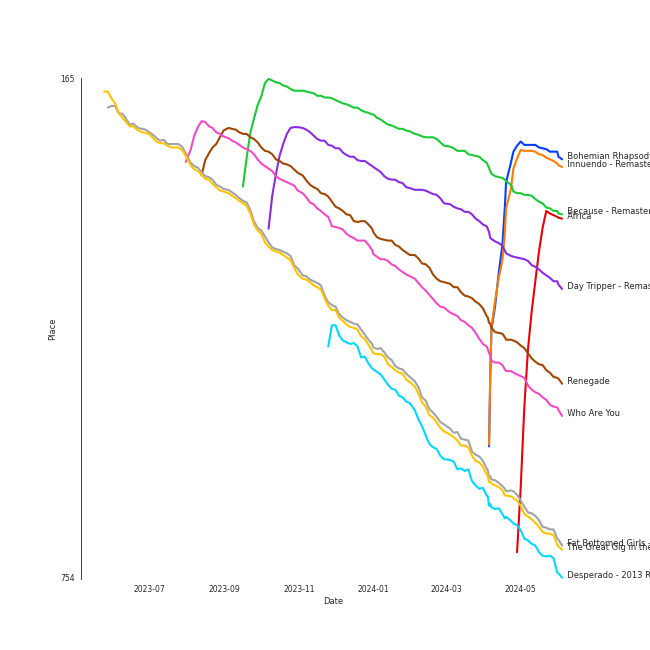 165
Bohemian Rhapsody
Innuendo - Remaste
Because - Remaster
Africa
Day Tripper - Remas
Place
Renegade
Who Are You
Fat Bottomed Girls -
The Great Gig in the
Desperado - 2013 R
754
2023-07 2023-09 2023-11 2024-01 2024-03 2024-05
Date